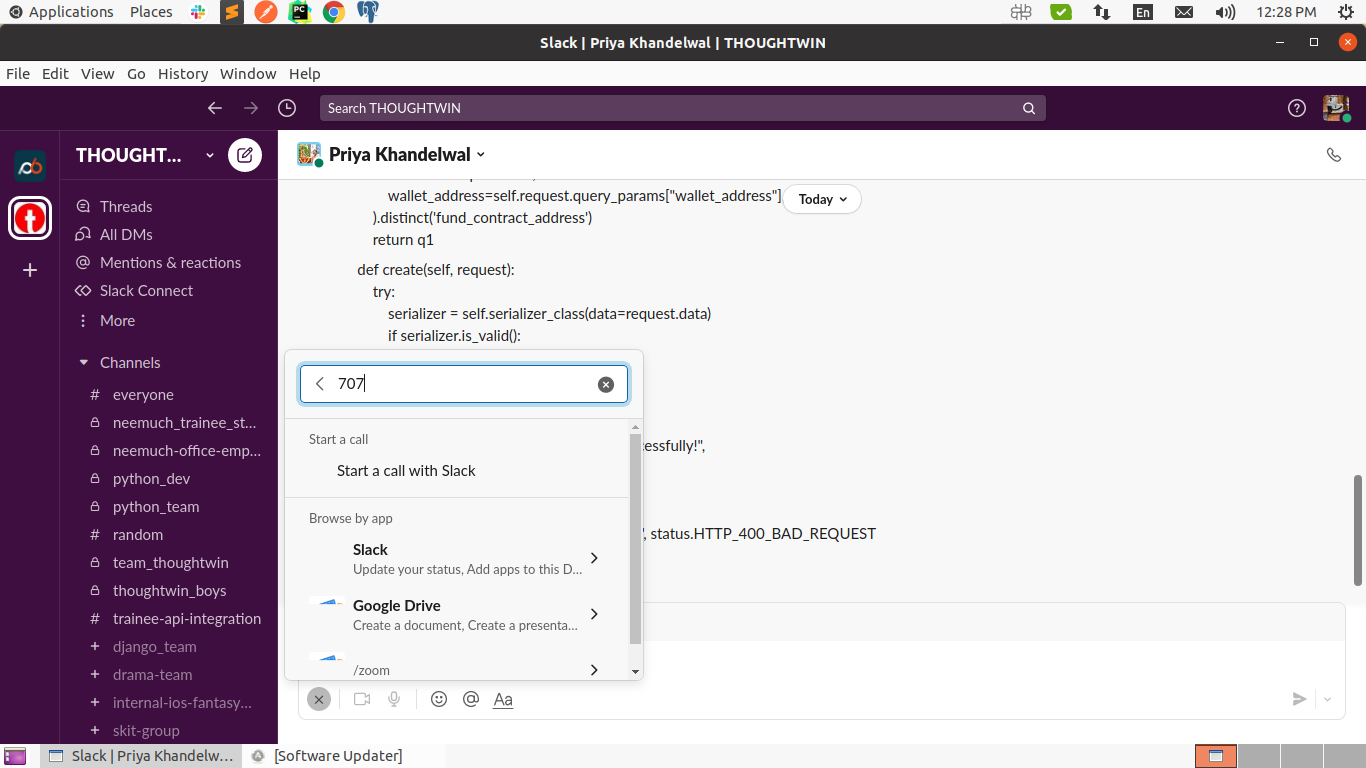 Applications Places En 12:28 PM
Slack | Priya Khandelwal | THOUGHTWIN
File Edit View Go History Window Help
Search THOUGHTWIN
THOUGHT...
Threads
All DMs
Mentions & reactions
Slack Connect
More
Channels
everyone
neemuch_trainee_st...
neemuch-office-emp...
python_dev
python_team
random
team_thoughtwin
thoughtwin_boys
trainee-api-integration
django_team
drama-team
internal-ios-fantasy...
skit-group
Priya Khandelwal
Today
wallet_address=self.request.query_params["wallet_address"]
).distinct('fund_contract_address')
return q1
def create(self, request):
try:
serializer = self.serializer_class(data=request.data)
if serializer.is_valid():
707
Start a call
Start a call with Slack
Browse by app
Slack
Update your status, Add apps to this D...
Google Drive
Create a document, Create a presenta...
/zoom
cessfully!",
", status.HTTP_400_BAD_REQUEST
Aa
Slack | Priya Khandelw...
[Software Updater]